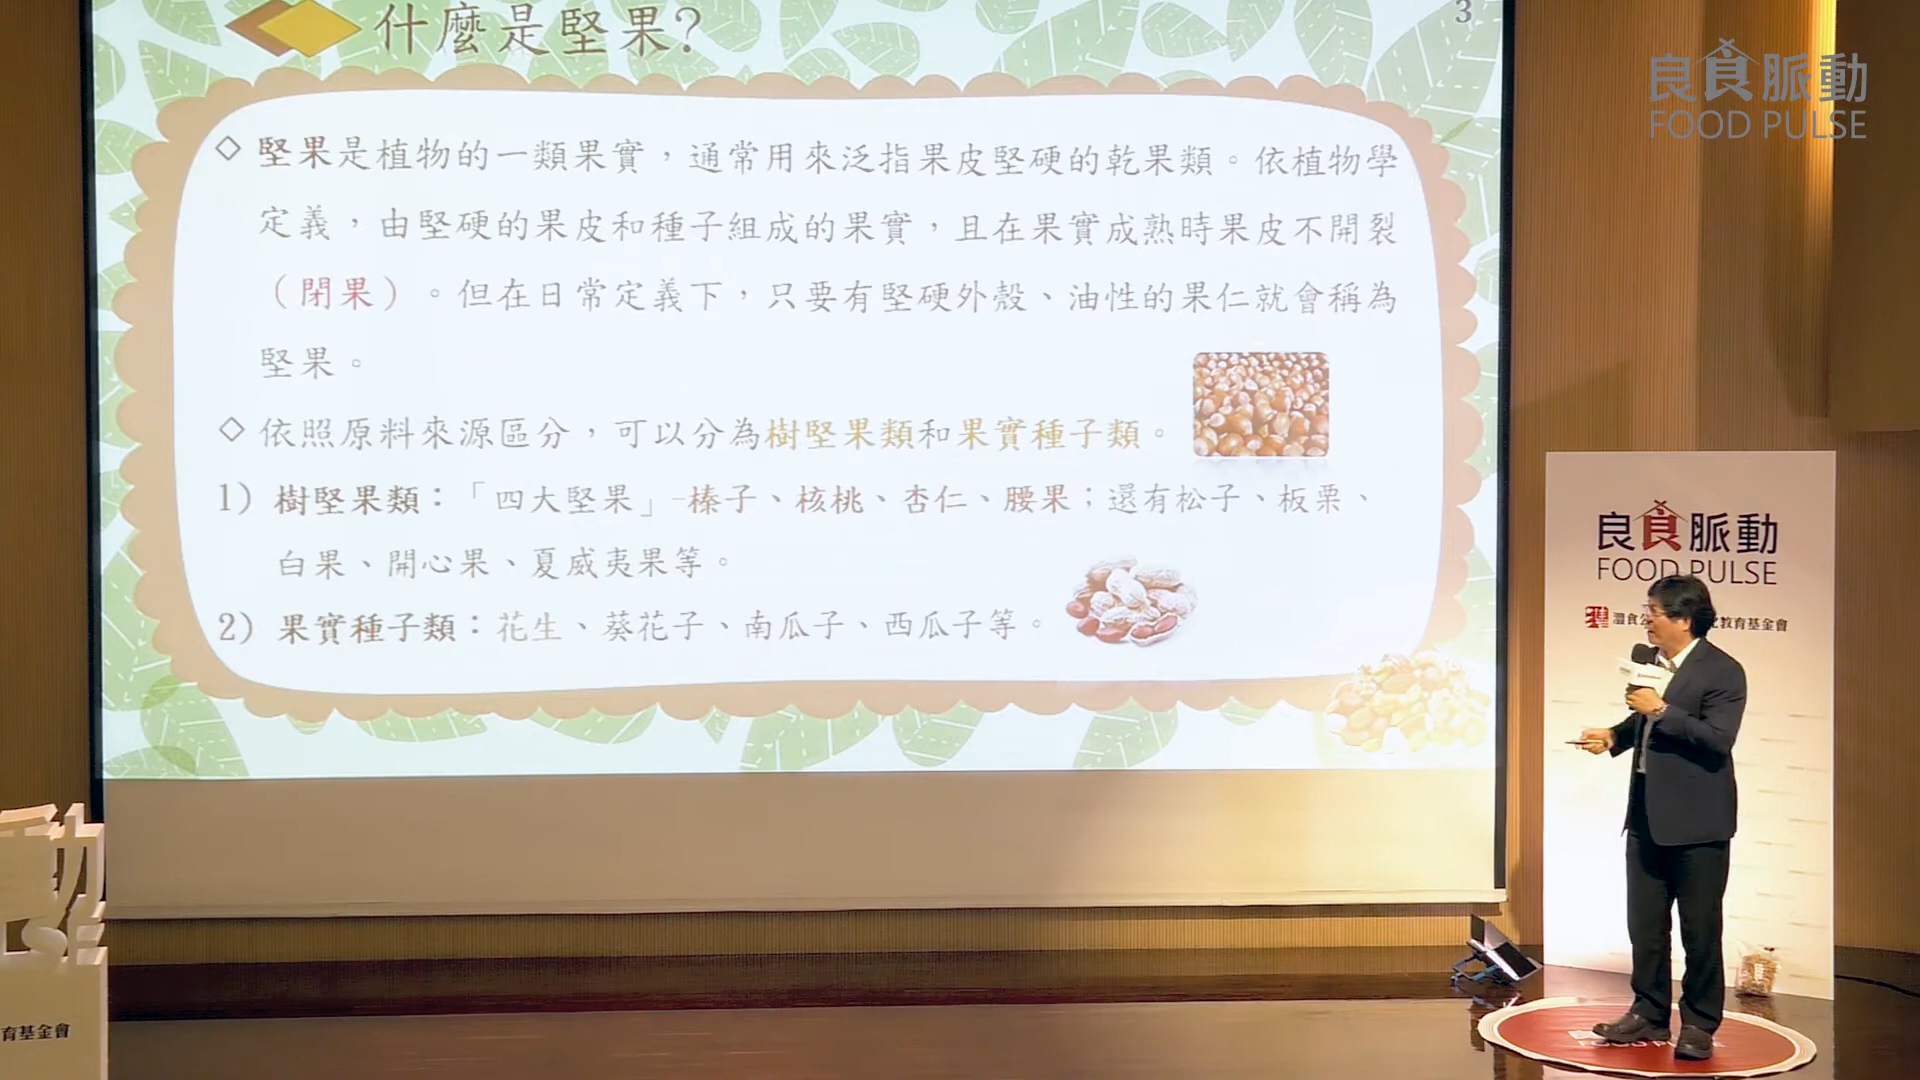 什麼是堅果?
3
◇ 堅果是植物的一類果實，通常用來泛指果皮堅硬的乾果類。依植物學
定義，由堅硬的果皮和種子組成的果實，且在果實成熟時果皮不開裂
（閉果）。但在日常定義下，只要有堅硬外殼、油性的果仁就會稱為
堅果。
◇ 依照原料來源區分，可以分為樹堅果類和果實種子類。
1) 樹堅果類：「四大堅果」-榛子、核桃、杏仁、腰果；還有松子、板栗、
白果、開心果、夏威夷果等。
2) 果實種子類：花生、葵花子、南瓜子、西瓜子等。
良食脈動
FOOD PULSE
良食脈動
FOOD PULSE
灃食公
化教育基金會
育基金會